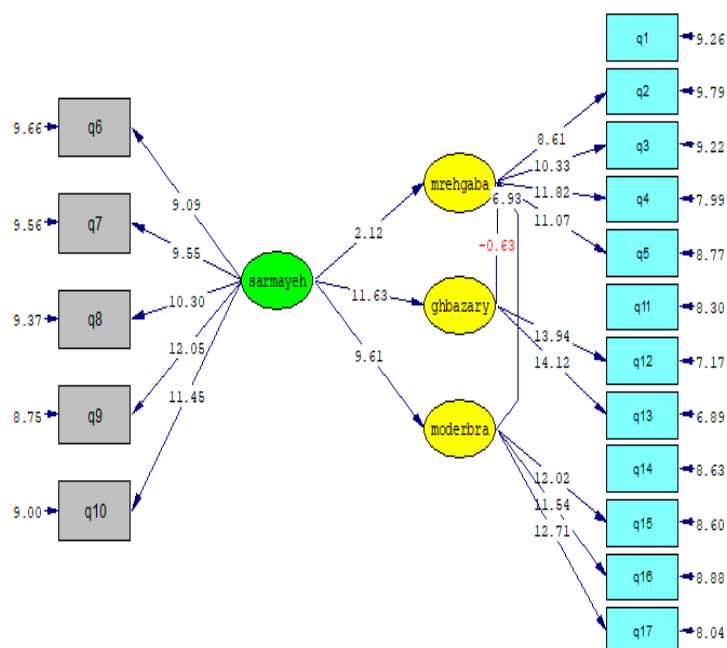 q1
9.26
q2
9.79
q3
9.22
q4
7.99
q5
8.77
q11
8.30
q12
7.17
q13
6.89
q14
8.63
q15
8.60
q16
8.88
q17
8.04
9.66
q6
9.56
q7
9.37
q8
8.75
q9
9.00
q10
9.09
9.55
10.30
12.05
11.45
sarmayeh
2.12
11.63
9.61
mrehgaba
ghbazary
moderbra
8.61
10.33
11.82
11.07
6.93
-0.63
13.94
14.12
12.02
11.54
12.71